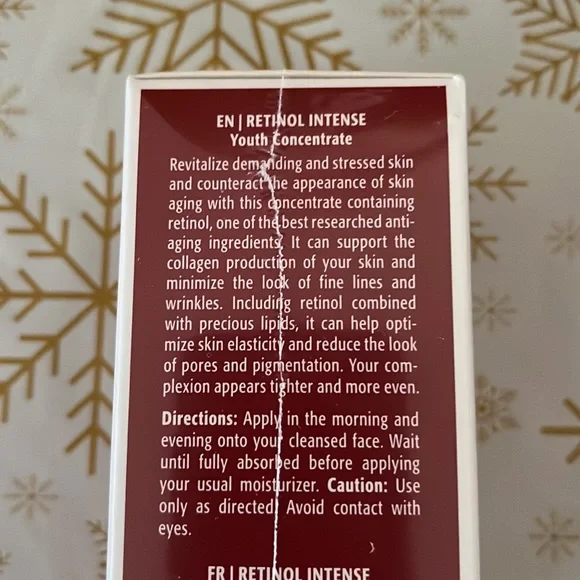 EN | RETINOL INTENSE
Youth Concentrate
Revitalize demanding and stressed skin
and counteract the appearance of skin
aging with this concentrate containing
retinol, one of the best researched anti-
aging ingredients. It can support the
collagen production of your skin and
minimize the look of fine lines and
wrinkles. Including retinol combined
with precious lipids, it can help opti-
mize skin elasticity and reduce the look
of pores and pigmentation. Your com-
plexion appears tighter and more even.
Directions: Apply in the morning and
evening onto your cleansed face. Wait
until fully absorbed before applying
your usual moisturizer. Caution: Use
only as directed. Avoid contact with
eyes.
FR | RETINOL INTENSE